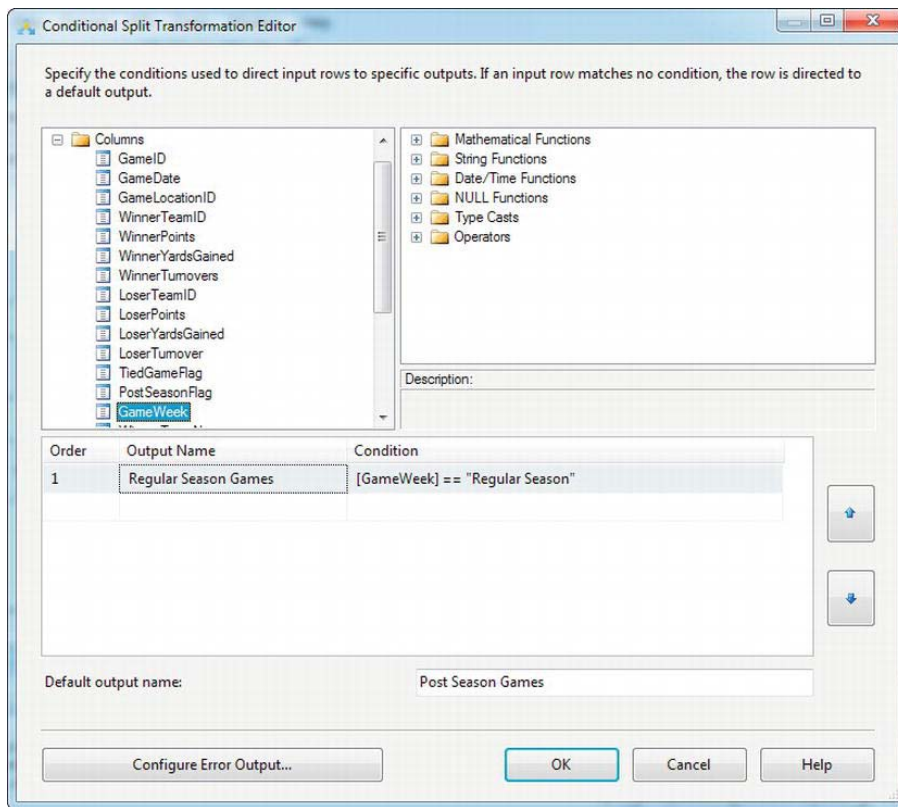 Conditional Split Transformation Editor
Specify the conditions used to direct input rows to specific outputs. If an input row matches no condition, the row is directed to
a default output.
Columns
GameID
GameDate
GameLocationID
WinnerTeamID
WinnerPoints
WinnerYardsGained
WinnerTurnovers
LoserTeamID
LoserPoints
LoserYardsGained
LoserTurnover
TiedGameFlag
PostSeasonFlag
GameWeek
Mathematical Functions
String Functions
Date/Time Functions
NULL Functions
Type Casts
Operators
Description:
Order Output Name Condition
1 Regular Season Games [GameWeek] == "Regular Season"
Default output name: Post Season Games
Configure Error Output... OK Cancel Help